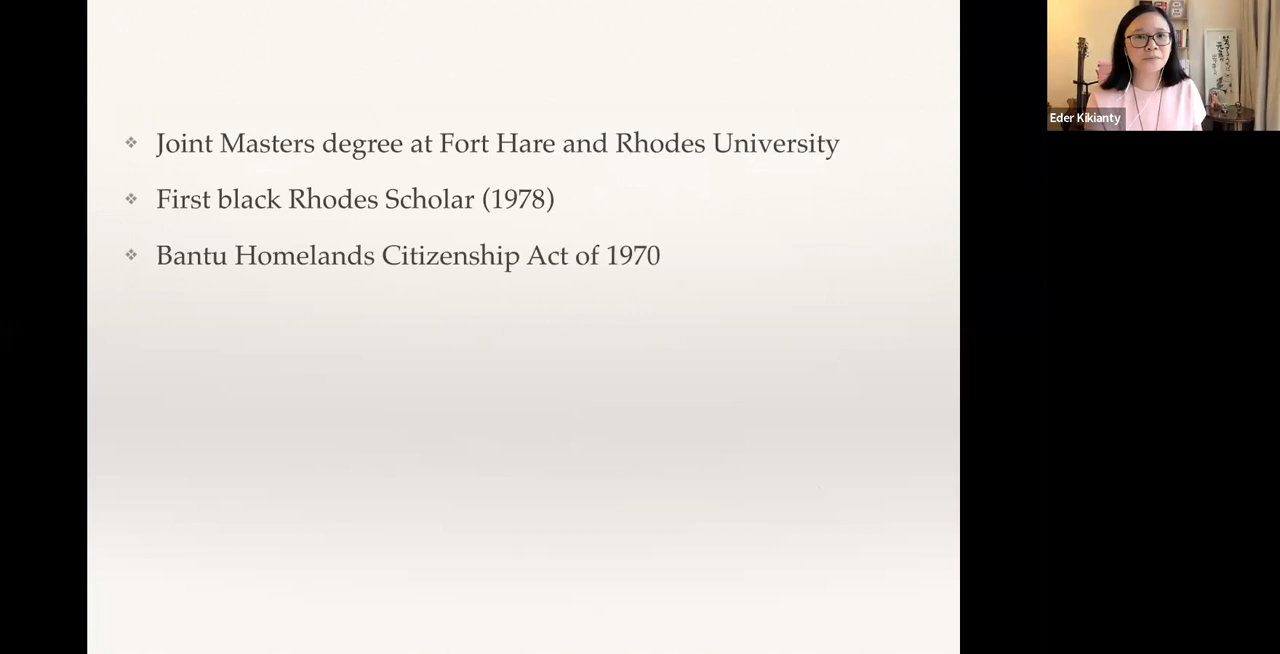 Joint Masters degree at Fort Hare and Rhodes University
First black Rhodes Scholar (1978)
Bantu Homelands Citizenship Act of 1970
Eder Kikianty